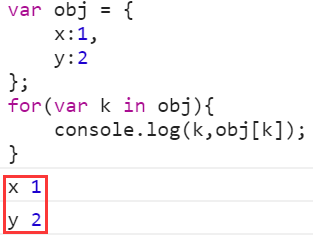 var obj = {
    x:1,
    y:2
};
for(var k in obj){
    console.log(k,obj[k]);
}
x 1
y 2